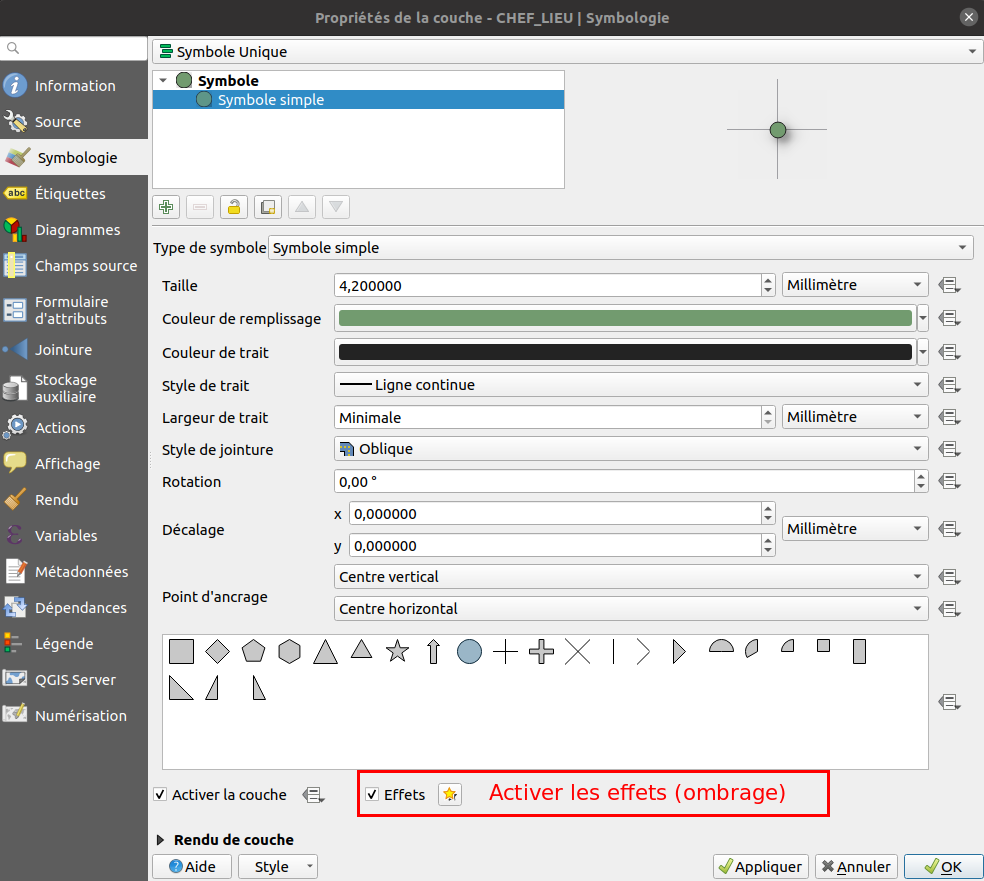 Propriétés de la couche - CHEF_LIEU | Symbologie
Information
Source
Symbologie
abc Étiquettes
Diagrammes
Champs source
Formulaire
d'attributs
Jointure
Stockage
auxiliaire
Actions
Affichage
Rendu
Variables
Métadonnées
Dépendances
Légende
QGIS Server
Numérisation
Symbole Unique
Symbole
Symbole simple
Type de symbole Symbole simple
Taille 4,200000 Millimètre
Couleur de remplissage
Couleur de trait
Style de trait Ligne continue
Largeur de trait Minimale Millimètre
Style de jointure Oblique
Rotation 0,00 °
Décalage x 0,000000 Millimètre
y 0,000000
Point d'ancrage Centre vertical
Centre horizontal
Activer la couche Effets Activer les effets (ombrage)
Rendu de couche
Aide Style Appliquer Annuler OK